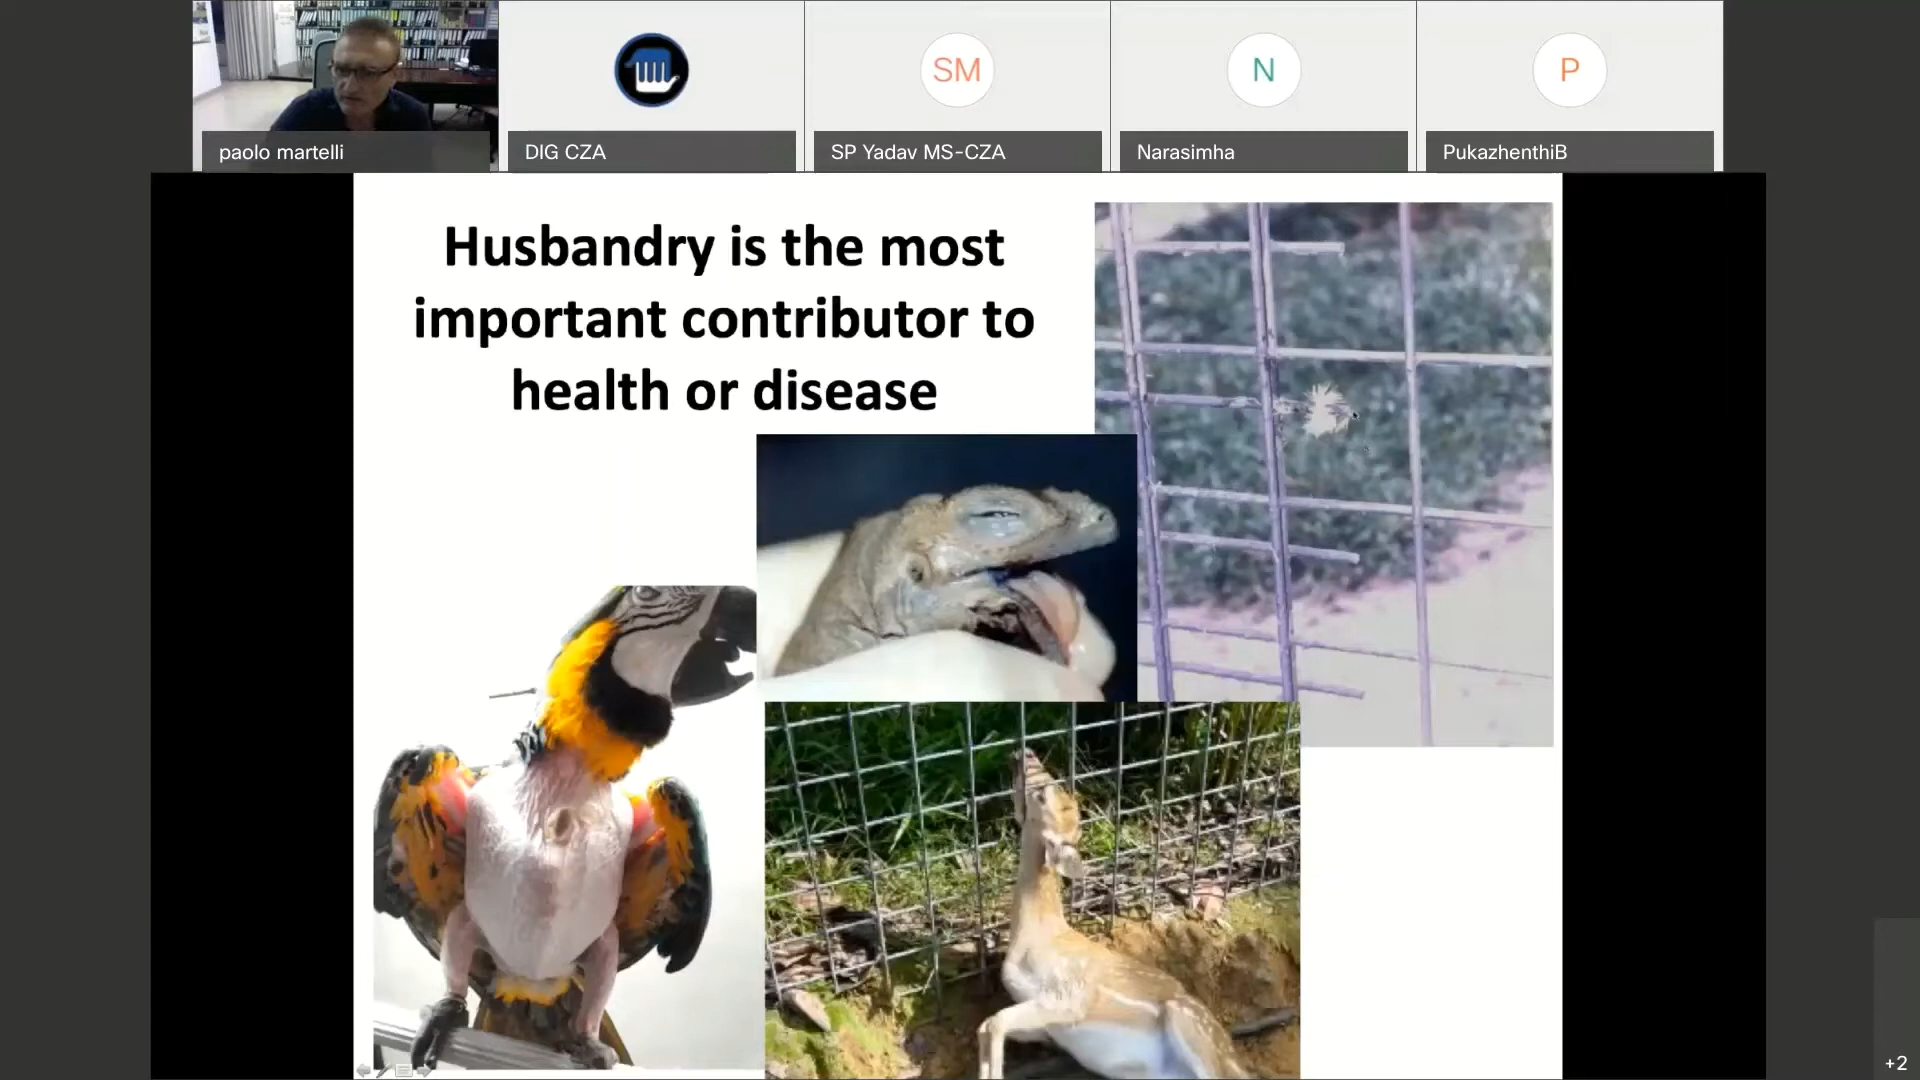 SM
N
P
paolo martelli
DIG CZA
SP Yadav MS-CZA
Narasimha
PukazhenthiB
Husbandry is the most
important contributor to
health or disease
+2